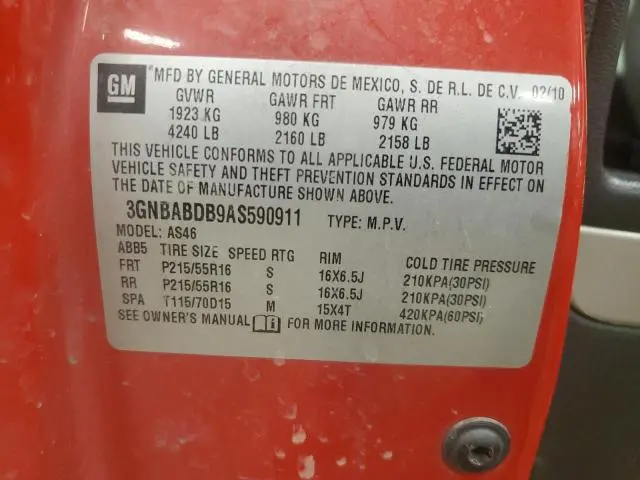 GM
*MFD BY GENERAL MOTORS DE MEXICO, S. DE R.L. DE C.V. 02/10
GVWR GAWR FRT GAWR RR
1923 KG 980 KG 979 KG
4240 LB 2160 LB 2158 LB
THIS VEHICLE CONFORMS TO ALL APPLICABLE U.S. FEDERAL MOTOR
VEHICLE SAFETY AND THEFT PREVENTION STANDARDS IN EFFECT ON
THE DATE OF MANUFACTURE SHOWN ABOVE.
3GNBABDB9AS590911 TYPE: M.P.V.
MODEL: AS46
ABB5 TIRE SIZE SPEED RTG RIM COLD TIRE PRESSURE
FRT P215/55R16 S 16X6.5J 210KPA(30PSI)
RR P215/55R16 S 16X6.5J 210KPA(30PSI)
SPA T115/70D15 M 15X4T 420KPA(60PSI)
SEE OWNER'S MANUAL i FOR MORE INFORMATION.